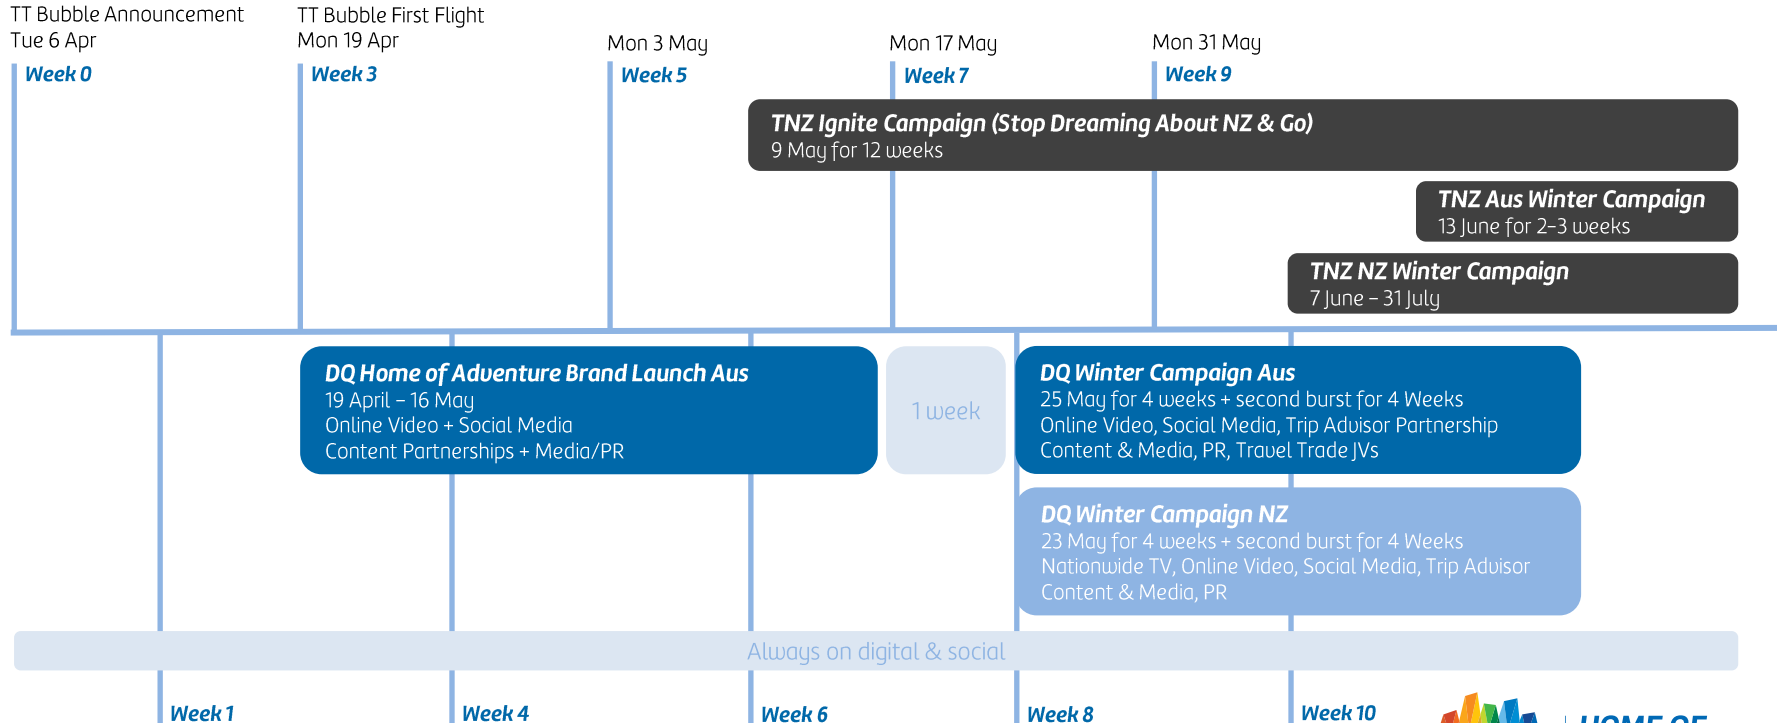 TT Bubble Announcement
Tue 6 Apr
Week 0
TT Bubble First Flight
Mon 19 Apr
Week 3
Mon 3 May
Week 5
Mon 17 May
Week 7
Mon 31 May
Week 9
TNZ Ignite Campaign (Stop Dreaming About NZ & Go)
9 May for 12 weeks
TNZ Aus Winter Campaign
13 June for 2-3 weeks
TNZ NZ Winter Campaign
7 June – 31 July
DQ Home of Adventure Brand Launch Aus
19 April – 16 May
Online Video + Social Media
Content Partnerships + Media/PR
1 week
DQ Winter Campaign Aus
25 May for 4 weeks + second burst for 4 Weeks
Online Video, Social Media, Trip Advisor Partnership
Content & Media, PR, Travel Trade JVs
DQ Winter Campaign NZ
23 May for 4 weeks + second burst for 4 Weeks
Nationwide TV, Online Video, Social Media, Trip Advisor
Content & Media, PR
Always on digital & social
Week 1
Week 4
Week 6
Week 8
Week 10
HOME OF